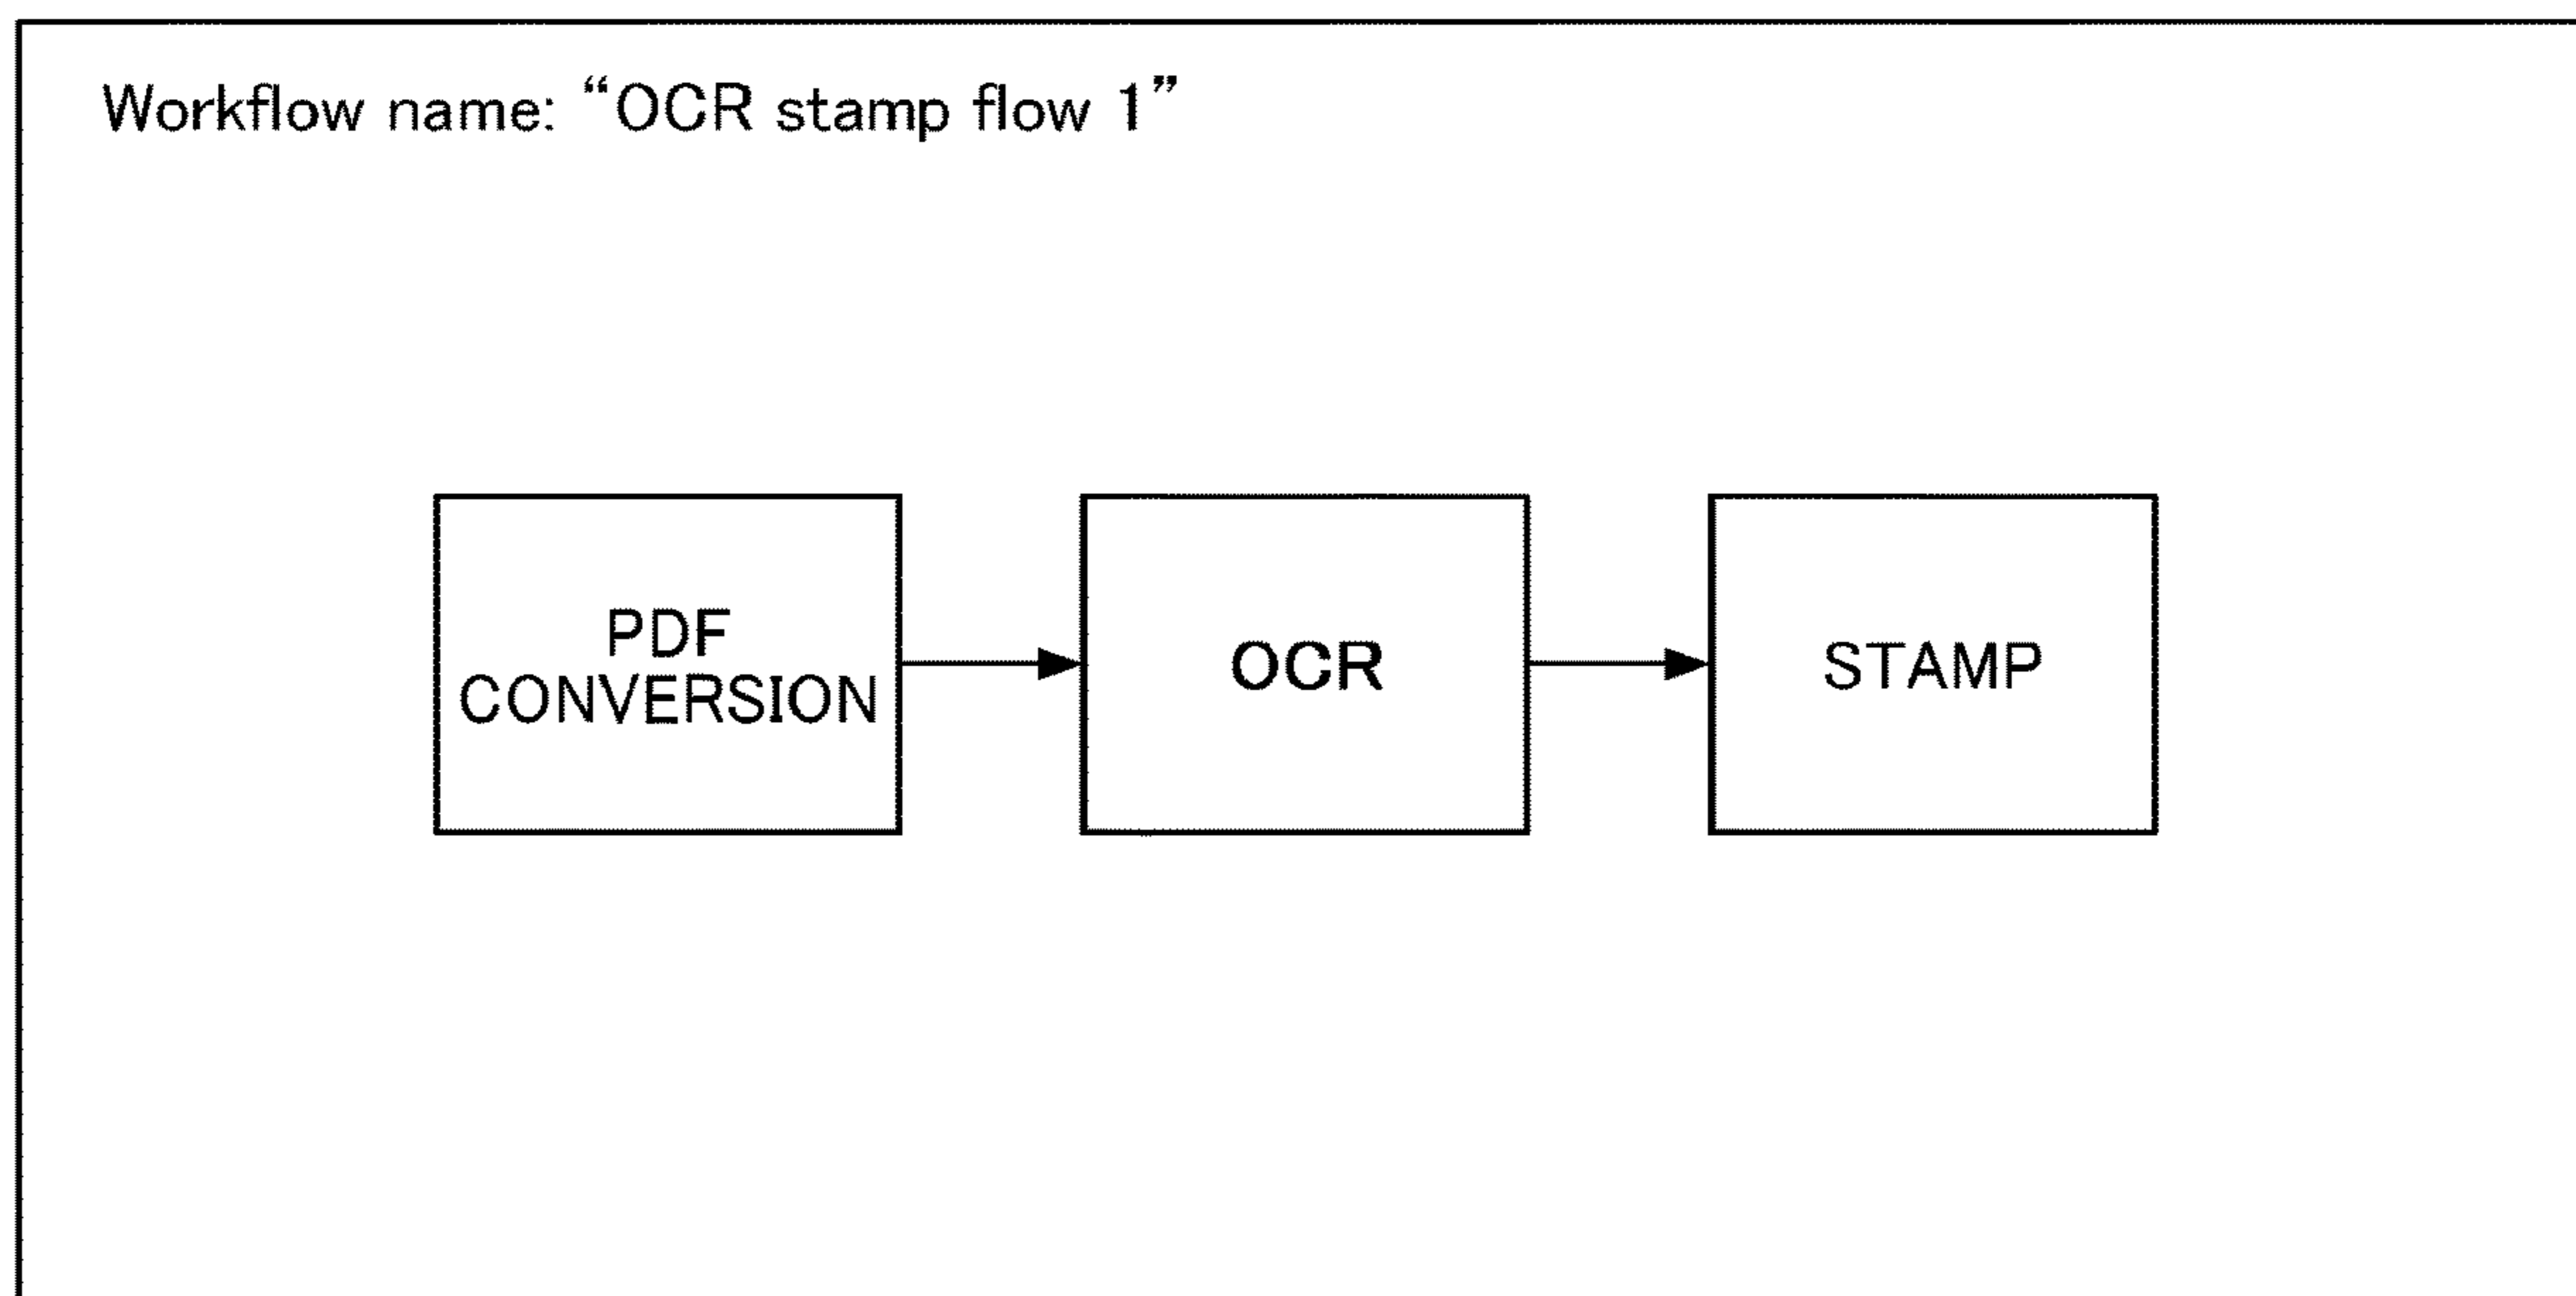 Workflow name: “OCR stamp flow 1”
PDF
CONVERSION
OCR
STAMP